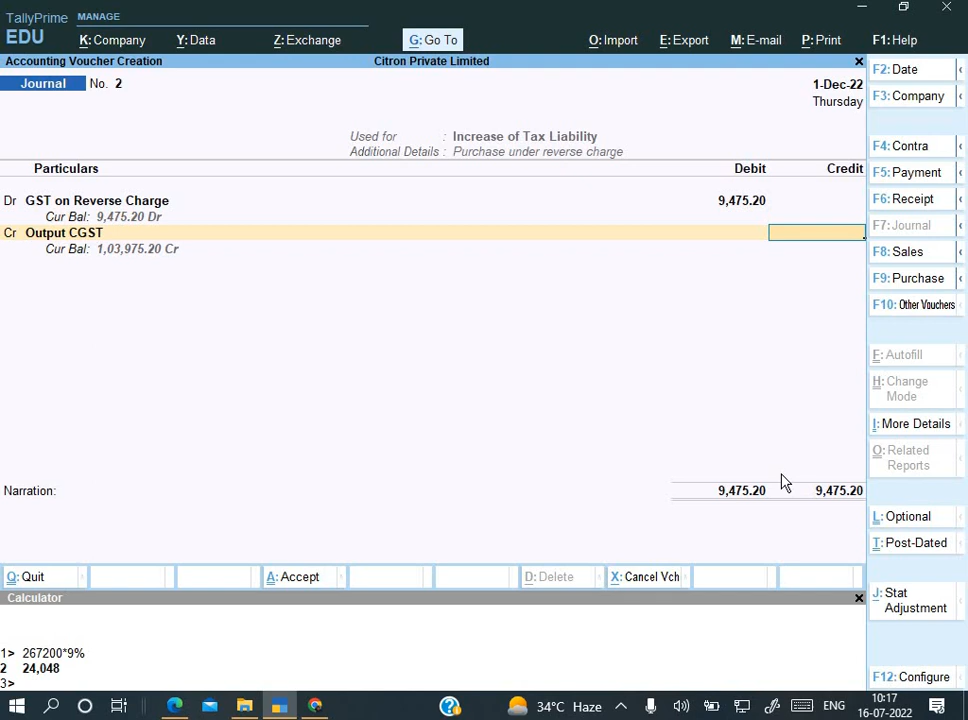 TallyPrime MANAGE
EDU K: Company Y: Data Z: Exchange G: Go To O: Import E: Export M: E-mail P: Print F1: Help
Accounting Voucher Creation Citron Private Limited
Journal No. 2 1-Dec-22
Thursday
Used for : Increase of Tax Liability
Additional Details : Purchase under reverse charge
Particulars Debit Credit
Dr GST on Reverse Charge 9,475.20
Cur Bal: 9,475.20 Dr
Cr Output CGST
Cur Bal: 1,03,975.20 Cr
Narration: 9,475.20 9,475.20
F2: Date
F3: Company
F4: Contra
F5: Payment
F6: Receipt
F7: Journal
F8: Sales
F9: Purchase
F10: Other Vouchers
F: Autofill
H: Change
Mode
I: More Details
O: Related
Reports
L: Optional
T: Post-Dated
J: Stat
Adjustment
F12: Configure
Q: Quit A: Accept D: Delete X: Cancel Vch
Calculator
1> 267200*9%
2 24,048
3>
34°C Haze ENG 10:17
16-07-2022